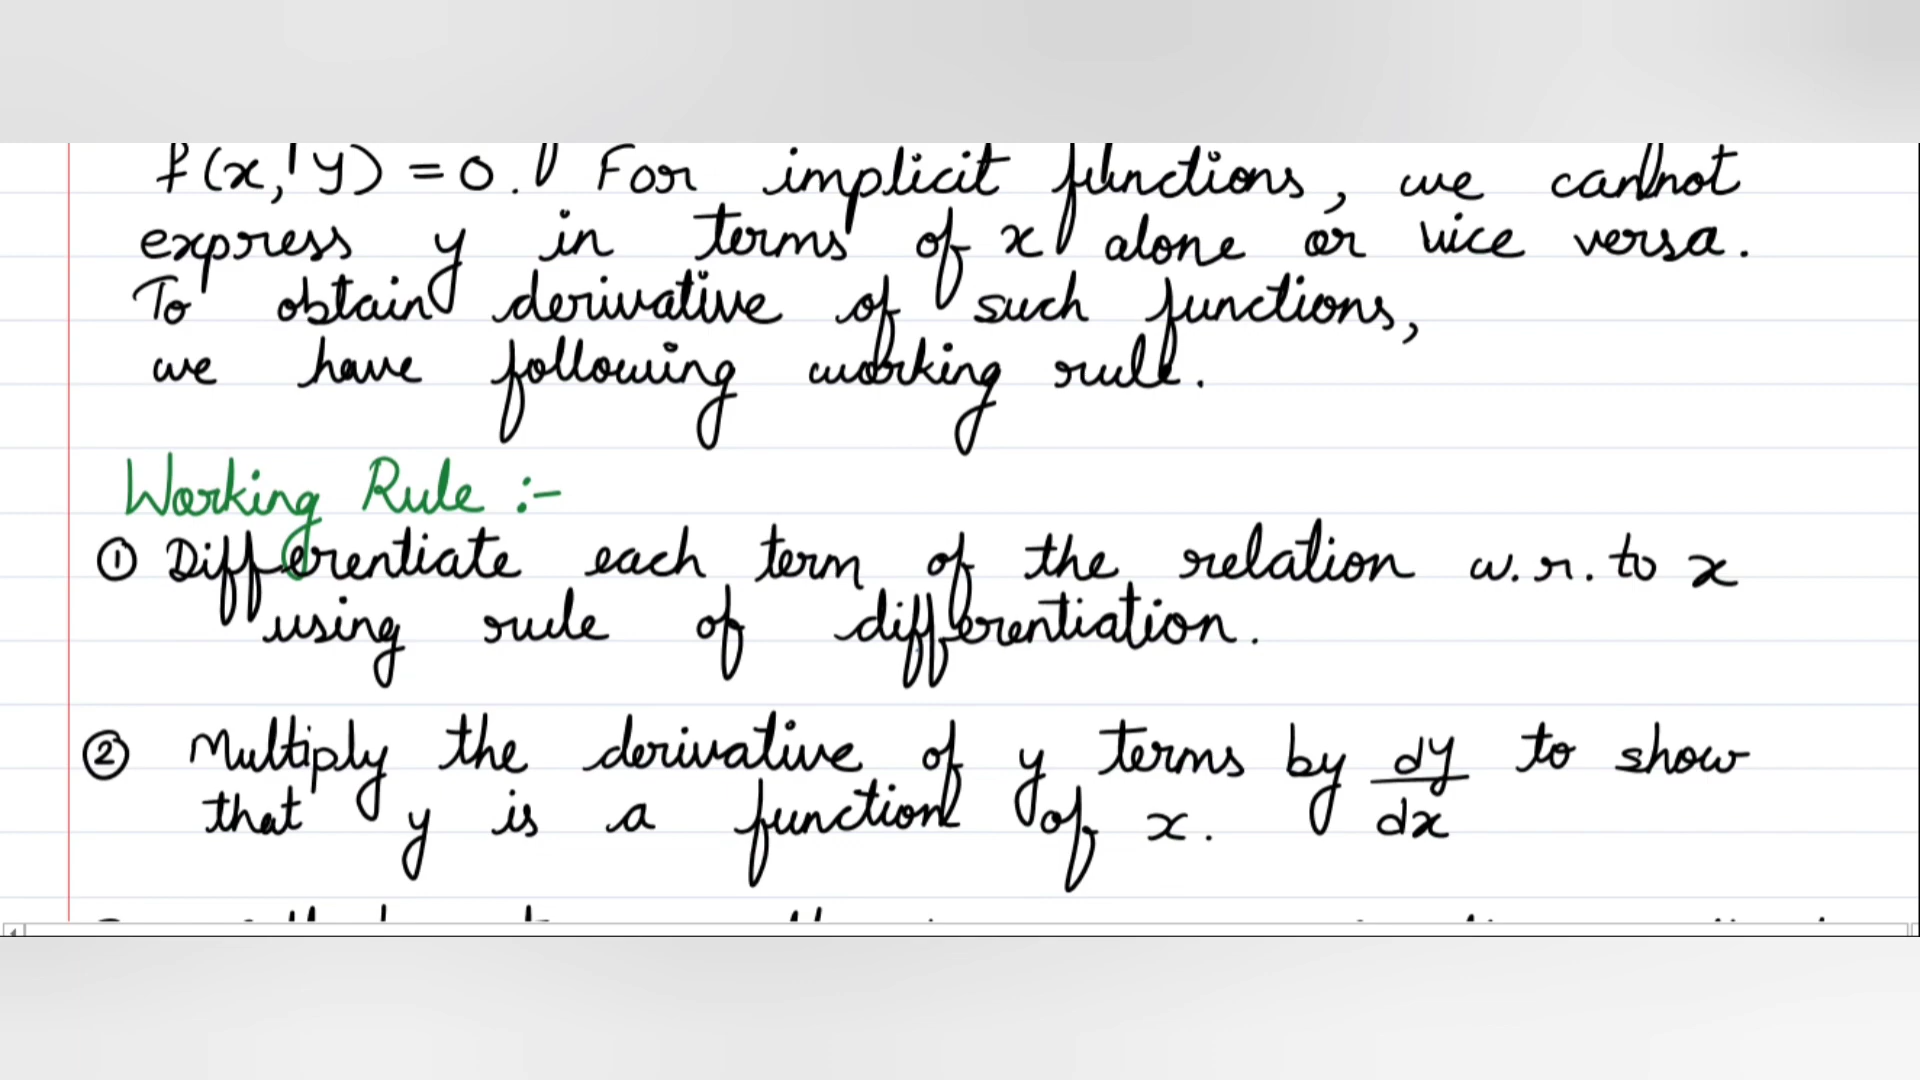 f(x, y) = 0. For implicit functions, we cannot
express y in terms of x alone or vice versa.
To obtain derivative of such functions,
we have following working rule.
Working Rule :-
① Differentiate each term of the relation w.r.to x
using rule of differentiation.
② Multiply the derivative of y terms by dy/dx to show
that y is a function of x.